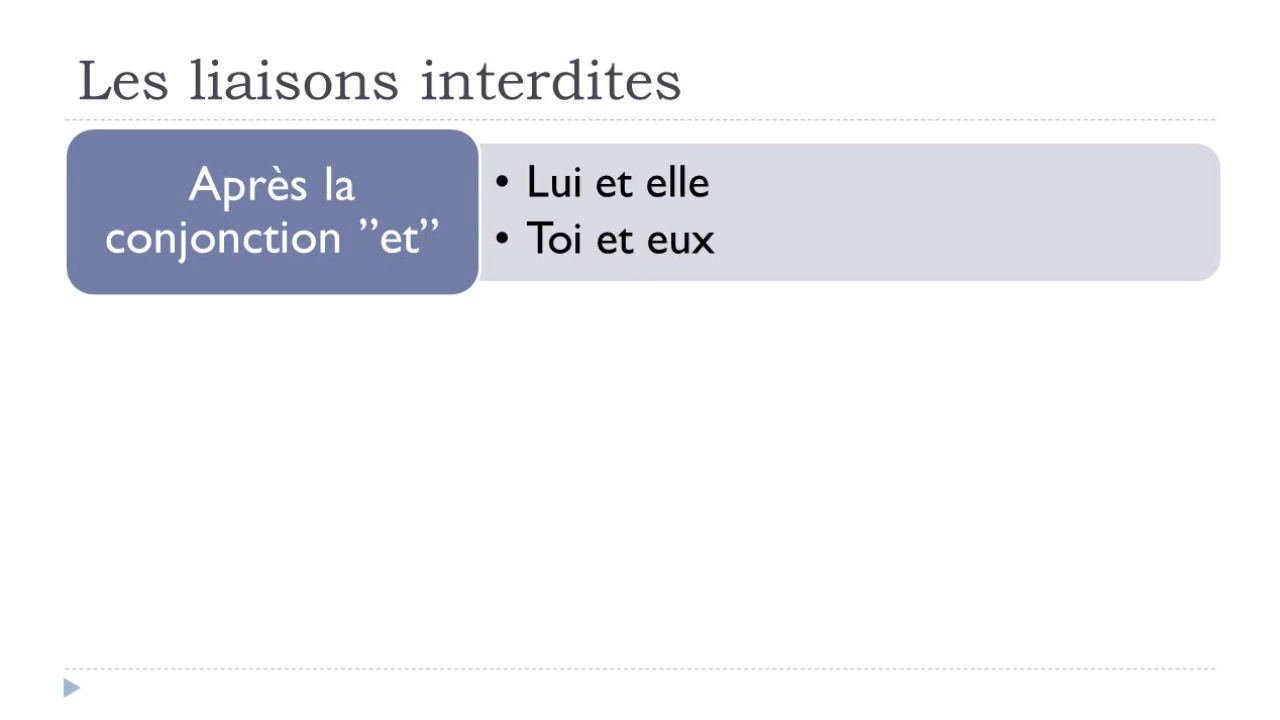 Les liaisons interdites
Après la
conjonction ”et”
• Lui et elle
• Toi et eux